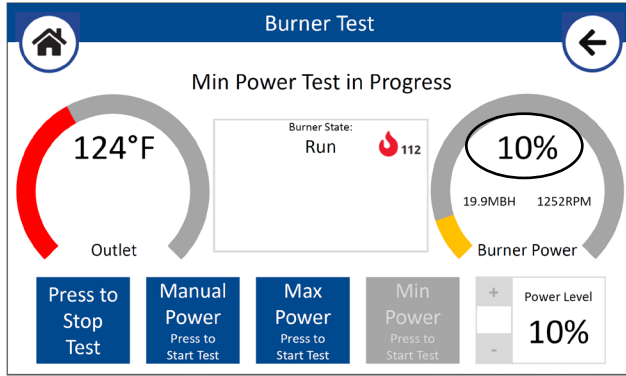 Burner Test
Min Power Test in Progress
124°F
Outlet
Burner State:
Run
112
10%
19.9MBH 1252RPM
Burner Power
Press to
Stop
Test
Manual
Power
Press to
Start Test
Max
Power
Press to
Start Test
Min
Power
Press to
Start Test
+
-
Power Level
10%